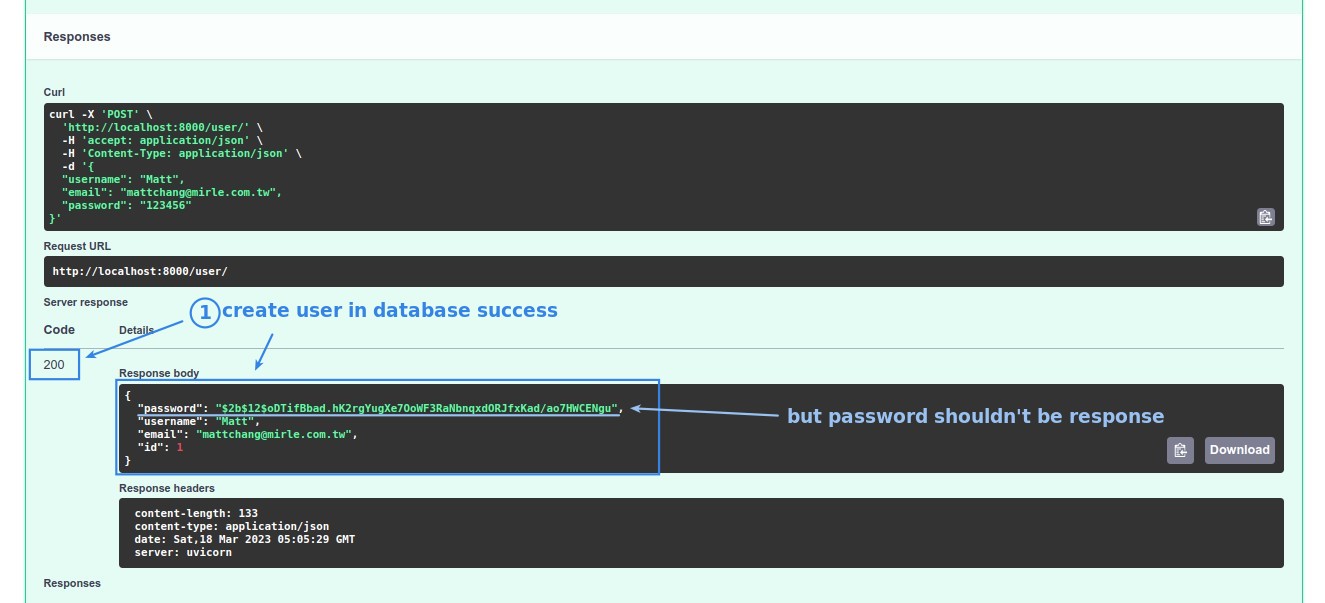 Responses
Curl
curl -X 'POST' \
  'http://localhost:8000/user/' \
  -H 'accept: application/json' \
  -H 'Content-Type: application/json' \
  -d '{
  "username": "Matt",
  "email": "mattchang@mirle.com.tw",
  "password": "123456"
}'
Request URL
http://localhost:8000/user/
Server response
1 create user in database success
Code Details
200
Response body
{
  "password": "$2b$12$oDTifBbad.hK2rgYugXe7OoWF3RaNbnqxdORJfxKad/ao7HWCENgu",
  "username": "Matt",
  "email": "mattchang@mirle.com.tw",
  "id": 1
}
but password shouldn't be response
Download
Response headers
content-length: 133
content-type: application/json
date: Sat,18 Mar 2023 05:05:29 GMT
server: uvicorn
Responses